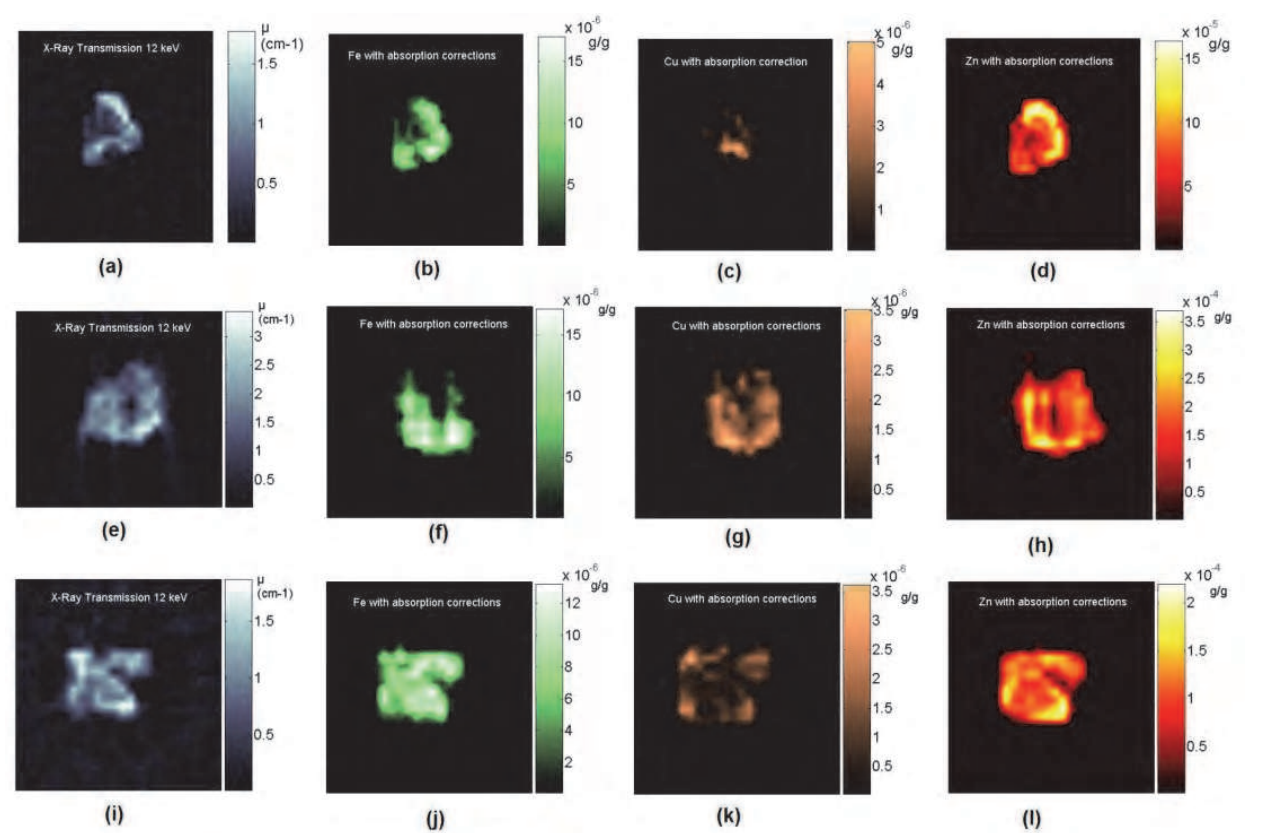 X-Ray Transmission 12 keV
µ
(cm-1)
1.5
1
0.5
(a)
Fe with absorption corrections
x 10-6
g/g
15
10
5
(b)
Cu with absorption correction
x 10-6
g/g
5
4
3
2
1
(c)
Zn with absorption corrections
x 10-5
g/g
15
10
5
(d)
X-Ray Transmission 12 keV
µ
(cm-1)
3
2.5
2
1.5
1
0.5
(e)
Fe with absorption corrections
x 10-6
g/g
15
10
5
(f)
Cu with absorption corrections
x 10-6
g/g
3.5
3
2.5
2
1.5
1
0.5
(g)
Zn with absorption corrections
x 10-4
g/g
3.5
3
2.5
2
1.5
1
0.5
(h)
X-Ray Transmission 12 keV
µ
(cm-1)
1.5
1
0.5
(i)
Fe with absorption corrections
x 10-6
g/g
12
10
8
6
4
2
(j)
Cu with absorption corrections
x 10-6
g/g
3.5
3
2.5
2
1.5
1
0.5
(k)
Zn with absorption corrections
x 10-4
g/g
2
1.5
1
0.5
(l)